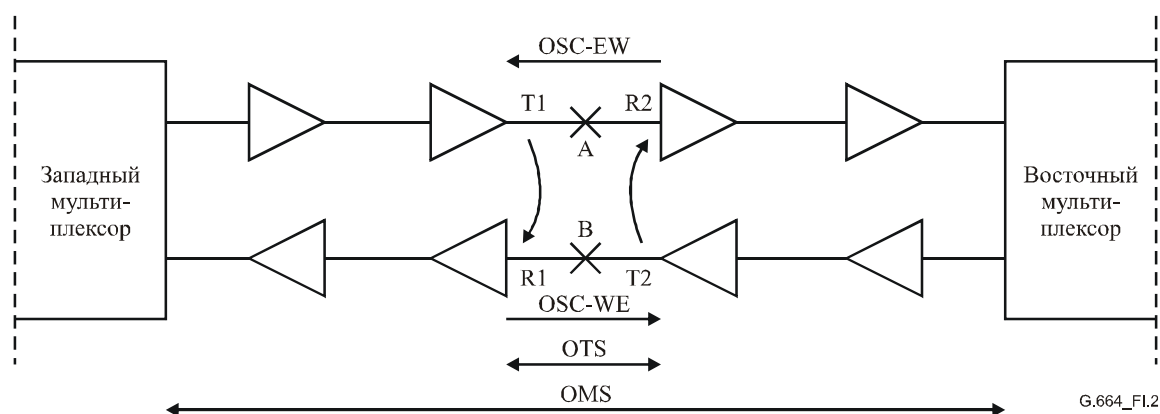 OSC-EW
T1
R2
A
Западный
мульти-
плексор
Восточный
мульти-
плексор
B
R1
T2
OSC-WE
OTS
OMS
G.664_FI.2